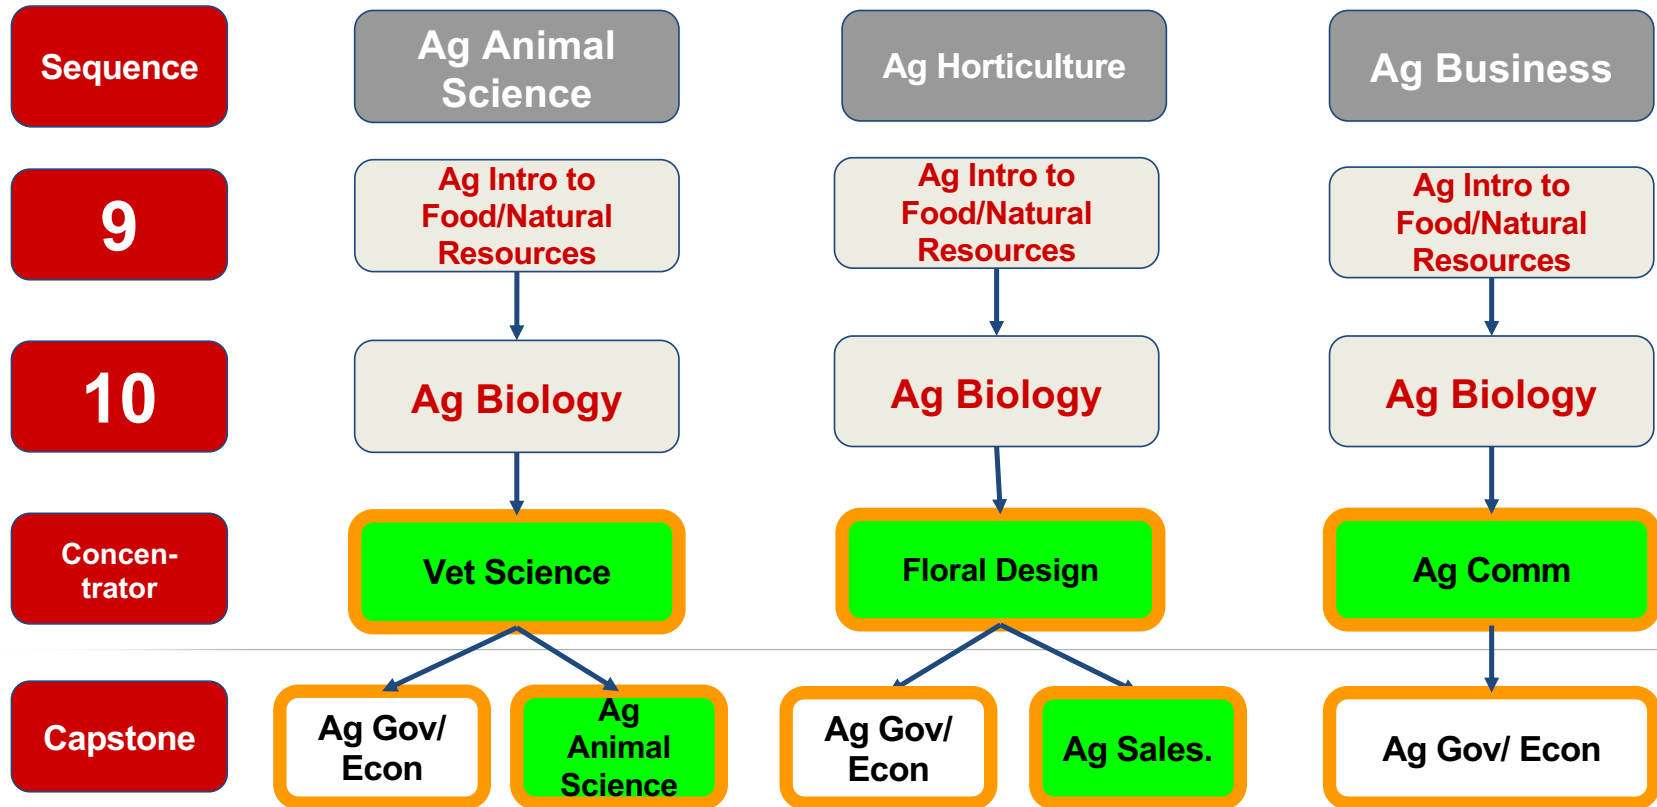 Sequence
Ag Animal
Science
Ag Horticulture
Ag Business
9
Ag Intro to
Food/Natural
Resources
Ag Intro to
Food/Natural
Resources
Ag Intro to
Food/Natural
Resources
10
Ag Biology
Ag Biology
Ag Biology
Concen-
trator
Vet Science
Floral Design
Ag Comm
Capstone
Ag Gov/
Econ
Ag
Animal
Science
Ag Gov/
Econ
Ag Sales.
Ag Gov/ Econ